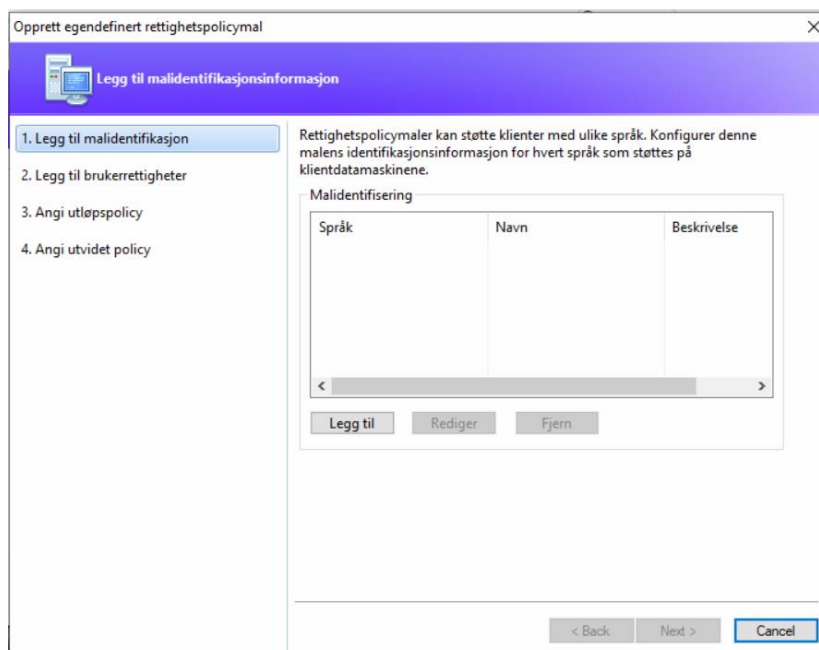 Opprett egendefinert rettighetspolicymal
Legg til malidentifikasjonsinformasjon
1. Legg til malidentifikasjon
2. Legg til brukerrettigheter
3. Angi utløpspolicy
4. Angi utvidet policy
Rettighetspolicymaler kan støtte klienter med ulike språk. Konfigurer denne
malens identifikasjonsinformasjon for hvert språk som støttes på
klientdatamaskinene.
Malidentifisering
Språk Navn Beskrivelse
Legg til Rediger Fjern
< Back Next > Cancel